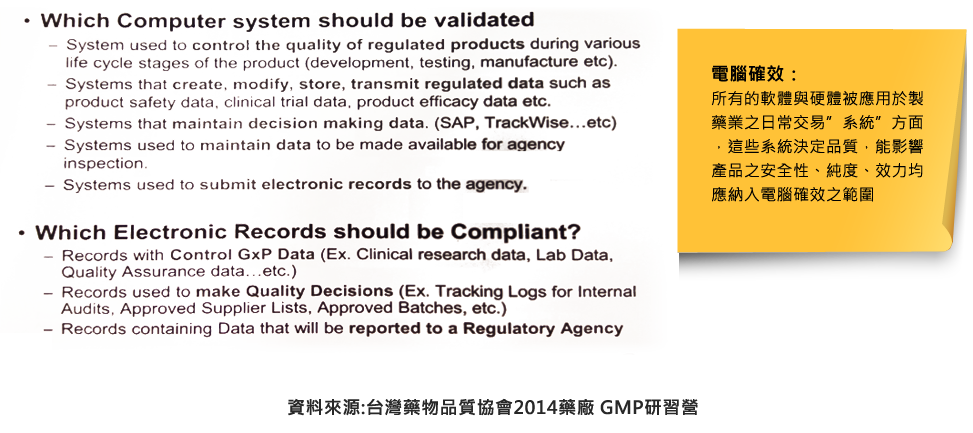 • Which Computer system should be validated
– System used to control the quality of regulated products during various
life cycle stages of the product (development, testing, manufacture etc).
– Systems that create, modify, store, transmit regulated data such as
product safety data, clinical trial data, product efficacy data etc.
– Systems that maintain decision making data. (SAP, TrackWise...etc)
– Systems used to maintain data to be made available for agency
inspection.
– Systems used to submit electronic records to the agency.
• Which Electronic Records should be Compliant?
– Records with Control GxP Data (Ex. Clinical research data, Lab Data,
Quality Assurance data...etc.)
– Records used to make Quality Decisions (Ex. Tracking Logs for Internal
Audits, Approved Supplier Lists, Approved Batches, etc.)
– Records containing Data that will be reported to a Regulatory Agency
電腦確效：
所有的軟體與硬體被應用於製
藥業之日常交易”系統”方面
，這些系統決定品質，能影響
產品之安全性、純度、效力均
應納入電腦確效之範圍
資料來源:台灣藥物品質協會2014藥廠 GMP研習營